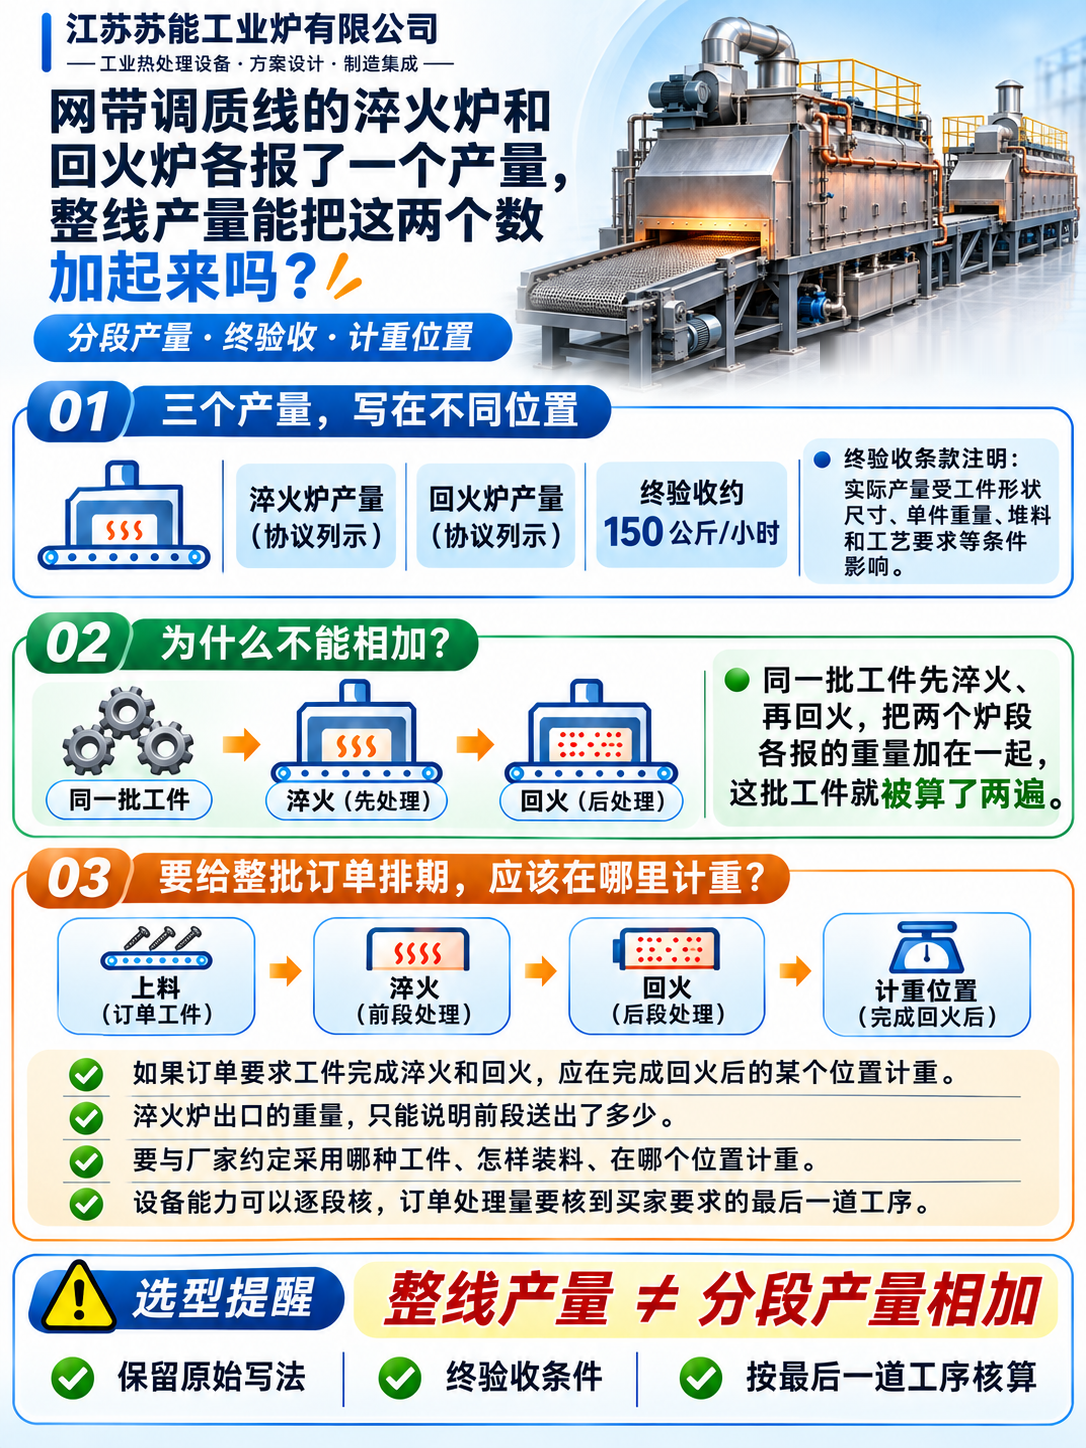 江苏苏能工业炉有限公司
— 工业热处理设备 · 方案设计 · 制造集成 —
网带调质线的淬火炉和
回火炉各报了一个产量，
整线产量能把这两个数
加起来吗？
分段产量 · 终验收 · 计重位置
01 三个产量，写在不同位置
淬火炉产量
（协议列示）
回火炉产量
（协议列示）
终验收约
150 公斤/小时
终验收条款注明：
实际产量受工件形状
尺寸、单件重量、堆料
和工艺要求等条件
影响。
02 为什么不能相加？
同一批工件
淬火（先处理）
回火（后处理）
同一批工件先淬火、
再回火，把两个炉段
各报的重量加在一起，
这批工件就被算了两遍。
03 要给整批订单排期，应该在哪里计重？
上料
（订单工件）
淬火
（前段处理）
回火
（后段处理）
计重位置
（完成回火后）
如果订单要求工件完成淬火和回火，应在完成回火后的某个位置计重。
淬火炉出口的重量，只能说明前段送出了多少。
要与厂家约定采用哪种工件、怎样装料、在哪个位置计重。
设备能力可以逐段核，订单处理量要核到买家要求的最后一道工序。
选型提醒
整线产量 ≠ 分段产量相加
保留原始写法
终验收条件
按最后一道工序核算